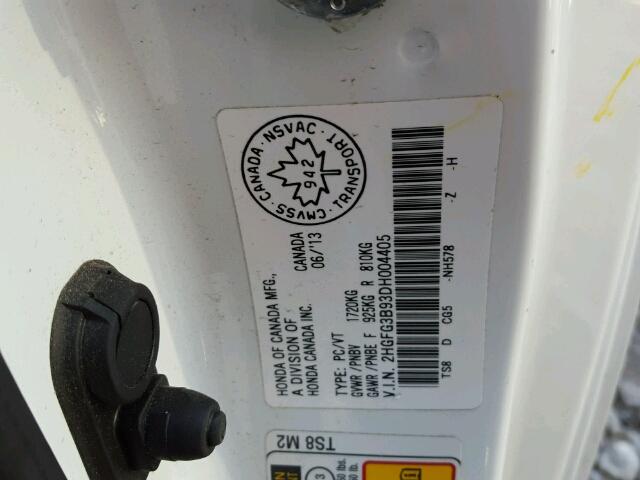 CMVSS · CANADA · NSVAC · TRANSPORT
942
HONDA OF CANADA MFG., CANADA
A DIVISION OF 06/'13
HONDA CANADA INC.
TYPE: PC/VT
GVWR /PNBV 1720KG
GAWR /PNBE F 925KG R 810KG
V.I.N. 2HGFG3B93DH004405
TS8 D CG5 -NH578 -Z -H
TS8 M2